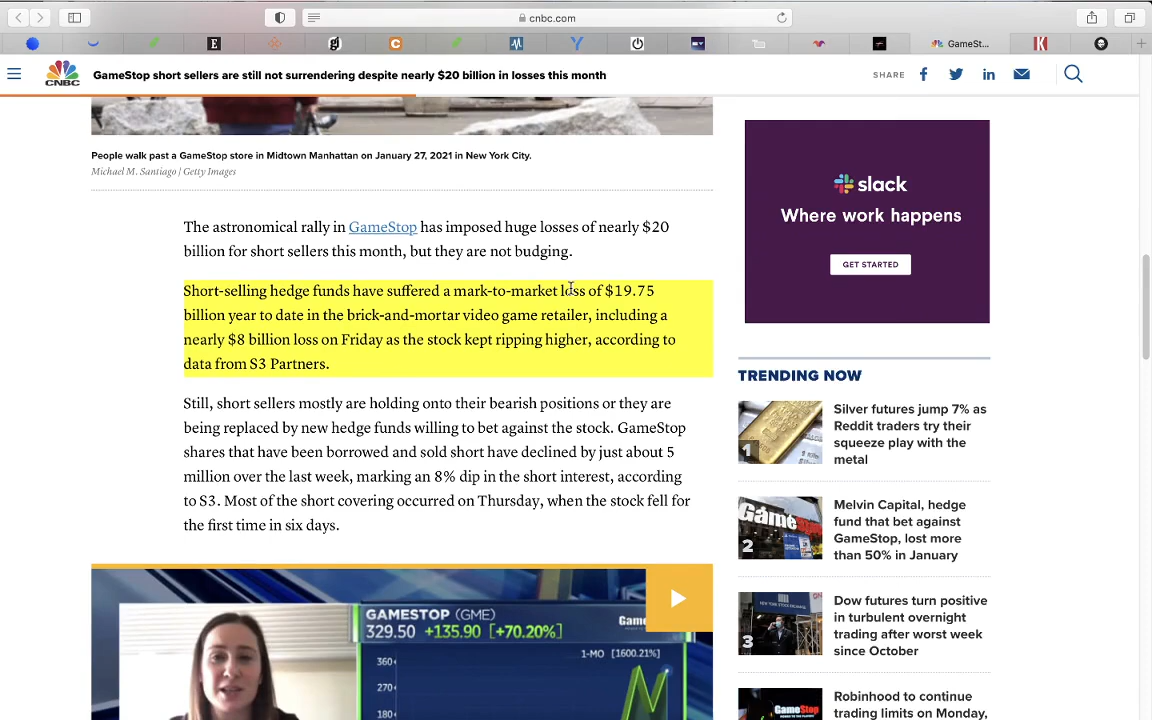 cnbc.com
GameSt...
CNBC
GameStop short sellers are still not surrendering despite nearly $20 billion in losses this month
SHARE
People walk past a GameStop store in Midtown Manhattan on January 27, 2021 in New York City.
Michael M. Santiago | Getty Images
The astronomical rally in GameStop has imposed huge losses of nearly $20
billion for short sellers this month, but they are not budging.
Short-selling hedge funds have suffered a mark-to-market loss of $19.75
billion year to date in the brick-and-mortar video game retailer, including a
nearly $8 billion loss on Friday as the stock kept ripping higher, according to
data from S3 Partners.
Still, short sellers mostly are holding onto their bearish positions or they are
being replaced by new hedge funds willing to bet against the stock. GameStop
shares that have been borrowed and sold short have declined by just about 5
million over the last week, marking an 8% dip in the short interest, according
to S3. Most of the short covering occurred on Thursday, when the stock fell for
the first time in six days.
GAMESTOP (GME)
329.50 +135.90 [+70.20%]
1-MO [1600.21%]
360
270
180
slack
Where work happens
GET STARTED
TRENDING NOW
1
Silver futures jump 7% as
Reddit traders try their
squeeze play with the
metal
2
Melvin Capital, hedge
fund that bet against
GameStop, lost more
than 50% in January
3
Dow futures turn positive
in turbulent overnight
trading after worst week
since October
GameStop
Robinhood to continue
trading limits on Monday,